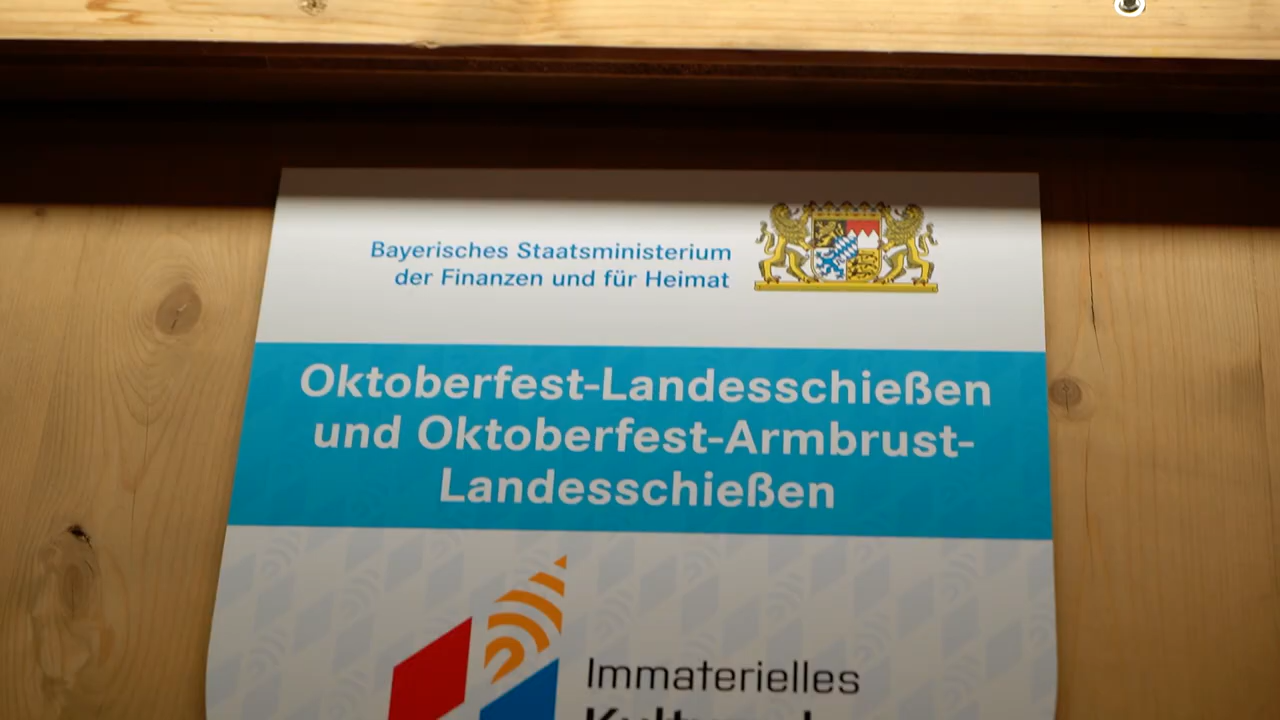 Bayerisches Staatsministerium
der Finanzen und für Heimat
Oktoberfest-Landesschießen
und Oktoberfest-Armbrust-
Landesschießen
Immaterielles